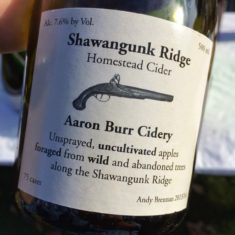 Alc. 7.6% by Vol.
500 ml
Shawangunk Ridge
Homestead Cider
Aaron Burr Cidery
Unsprayed, uncultivated apples
foraged from wild and abandoned trees
along the Shawangunk Ridge
75 cases
Andy Brennan